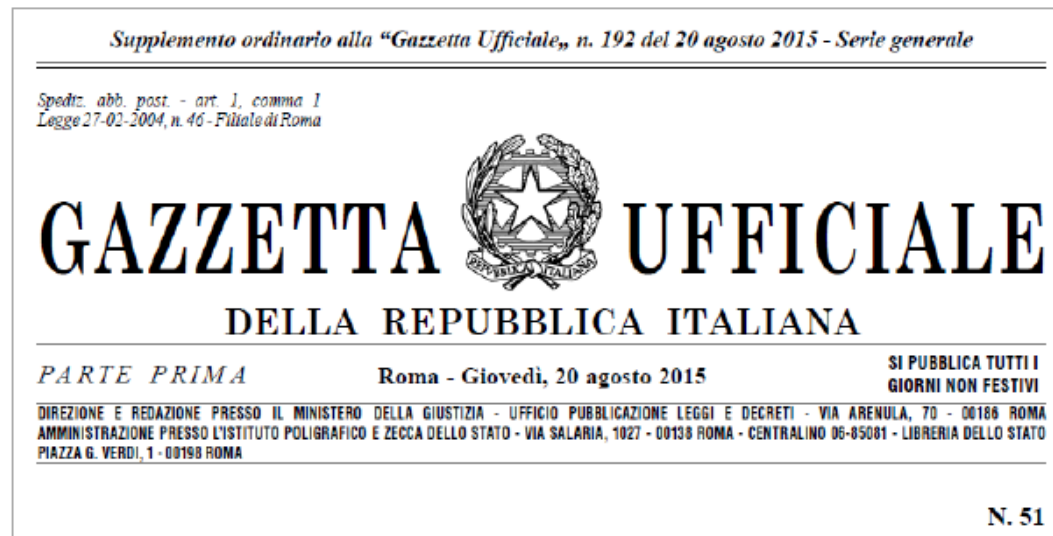 Supplemento ordinario alla “Gazzetta Ufficiale„ n. 192 del 20 agosto 2015 - Serie generale
Spediz. abb. post. - art. 1, comma 1
Legge 27-02-2004, n. 46 - Filiale di Roma
GAZZETTA UFFICIALE
REPVBBLICA ITALIANA
DELLA REPUBBLICA ITALIANA
PARTE PRIMA
Roma - Giovedì, 20 agosto 2015
SI PUBBLICA TUTTI I
GIORNI NON FESTIVI
DIREZIONE E REDAZIONE PRESSO IL MINISTERO DELLA GIUSTIZIA - UFFICIO PUBBLICAZIONE LEGGI E DECRETI - VIA ARENULA, 70 - 00186 ROMA
AMMINISTRAZIONE PRESSO L'ISTITUTO POLIGRAFICO E ZECCA DELLO STATO - VIA SALARIA, 1027 - 00138 ROMA - CENTRALINO 06-85081 - LIBRERIA DELLO STATO
PIAZZA G. VERDI, 1 - 00198 ROMA
N. 51